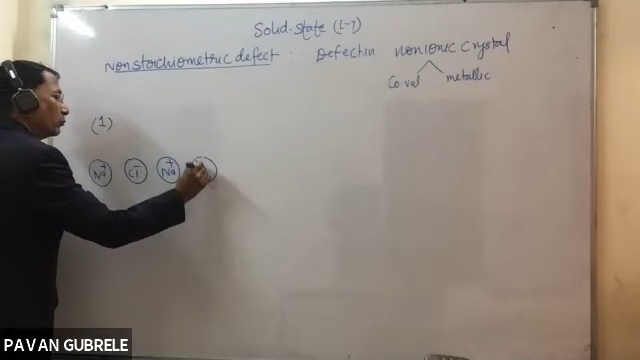 Solid-state (L-7)
Nonstoichiometric defect. Defect in nonionic crystal
Coval metallic
(1)
Na+ Cl- Na+
PAVAN GUBRELE